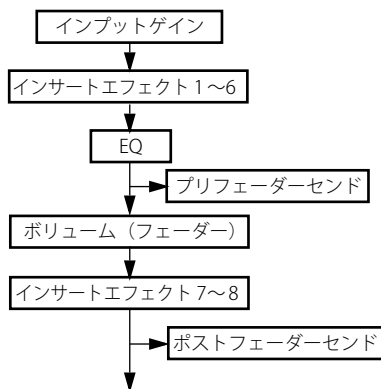 インプットゲイン
インサートエフェクト 1〜6
EQ
プリフェーダーセンド
ボリューム（フェーダー）
インサートエフェクト 7〜8
ポストフェーダーセンド